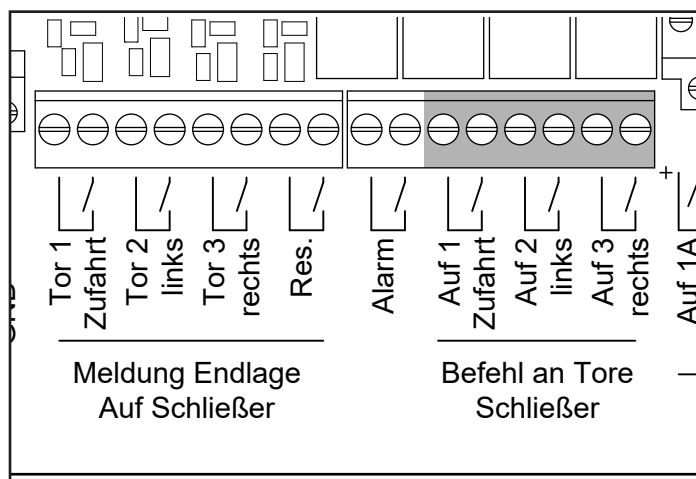 Tor 1
Zufahrt
Tor 2
links
Tor 3
rechts
Res.
Alarm
Auf 1
Zufahrt
Auf 2
links
Auf 3
rechts
+
Auf 1A
Meldung Endlage
Auf Schließer
Befehl an Tore
Schließer